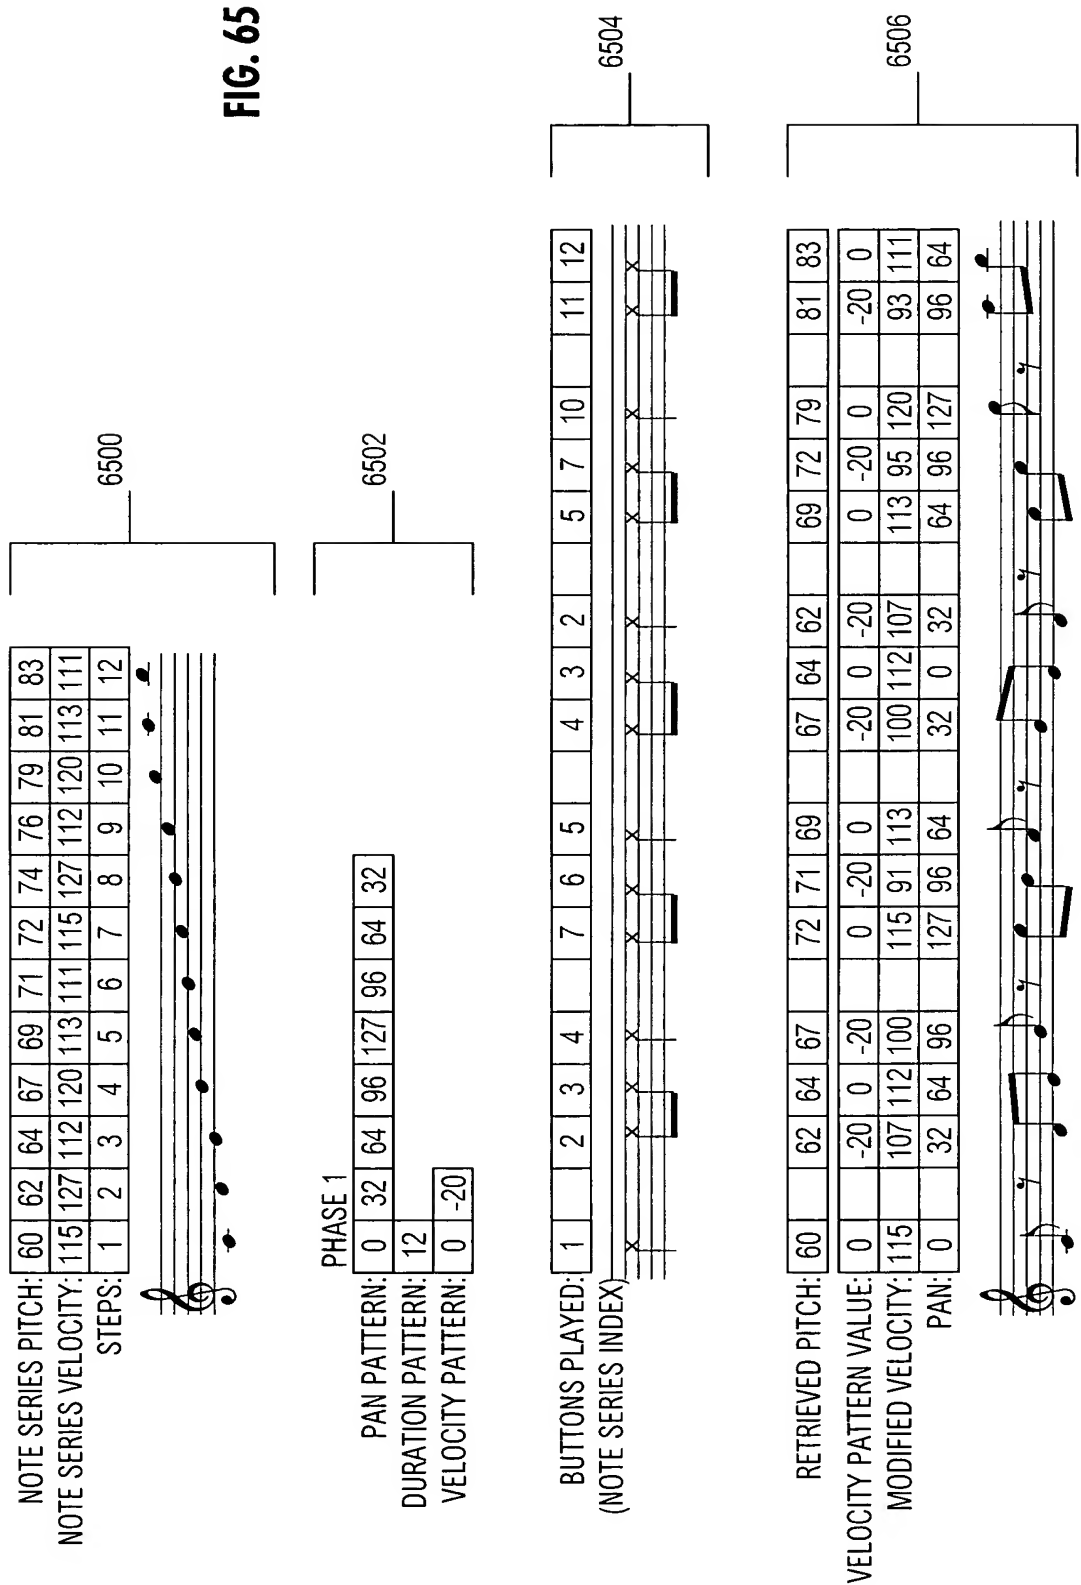 FIG. 65
NOTE SERIES PITCH: 60 62 64 67 69 71 72 74 76 79 81 83
NOTE SERIES VELOCITY: 115 127 112 120 113 111 115 127 112 120 113 111
STEPS: 1 2 3 4 5 6 7 8 9 10 11 12
6500
PHASE 1
PAN PATTERN: 0 32 64 96 127 96 64 32
DURATION PATTERN: 12
VELOCITY PATTERN: 0 -20
6502
BUTTONS PLAYED: 1 2 3 4 7 6 5 4 3 2 5 7 10 11 12
(NOTE SERIES INDEX)
6504
RETRIEVED PITCH: 60 62 64 67 72 71 69 67 64 62 69 72 79 81 83
VELOCITY PATTERN VALUE: 0 -20 0 -20 0 -20 0 -20 0 -20 0 -20 0 -20 0
MODIFIED VELOCITY: 115 107 112 100 115 91 113 100 112 107 113 95 120 93 111
PAN: 0 32 64 96 127 96 64 32 0 32 64 96 127 96 64
6506